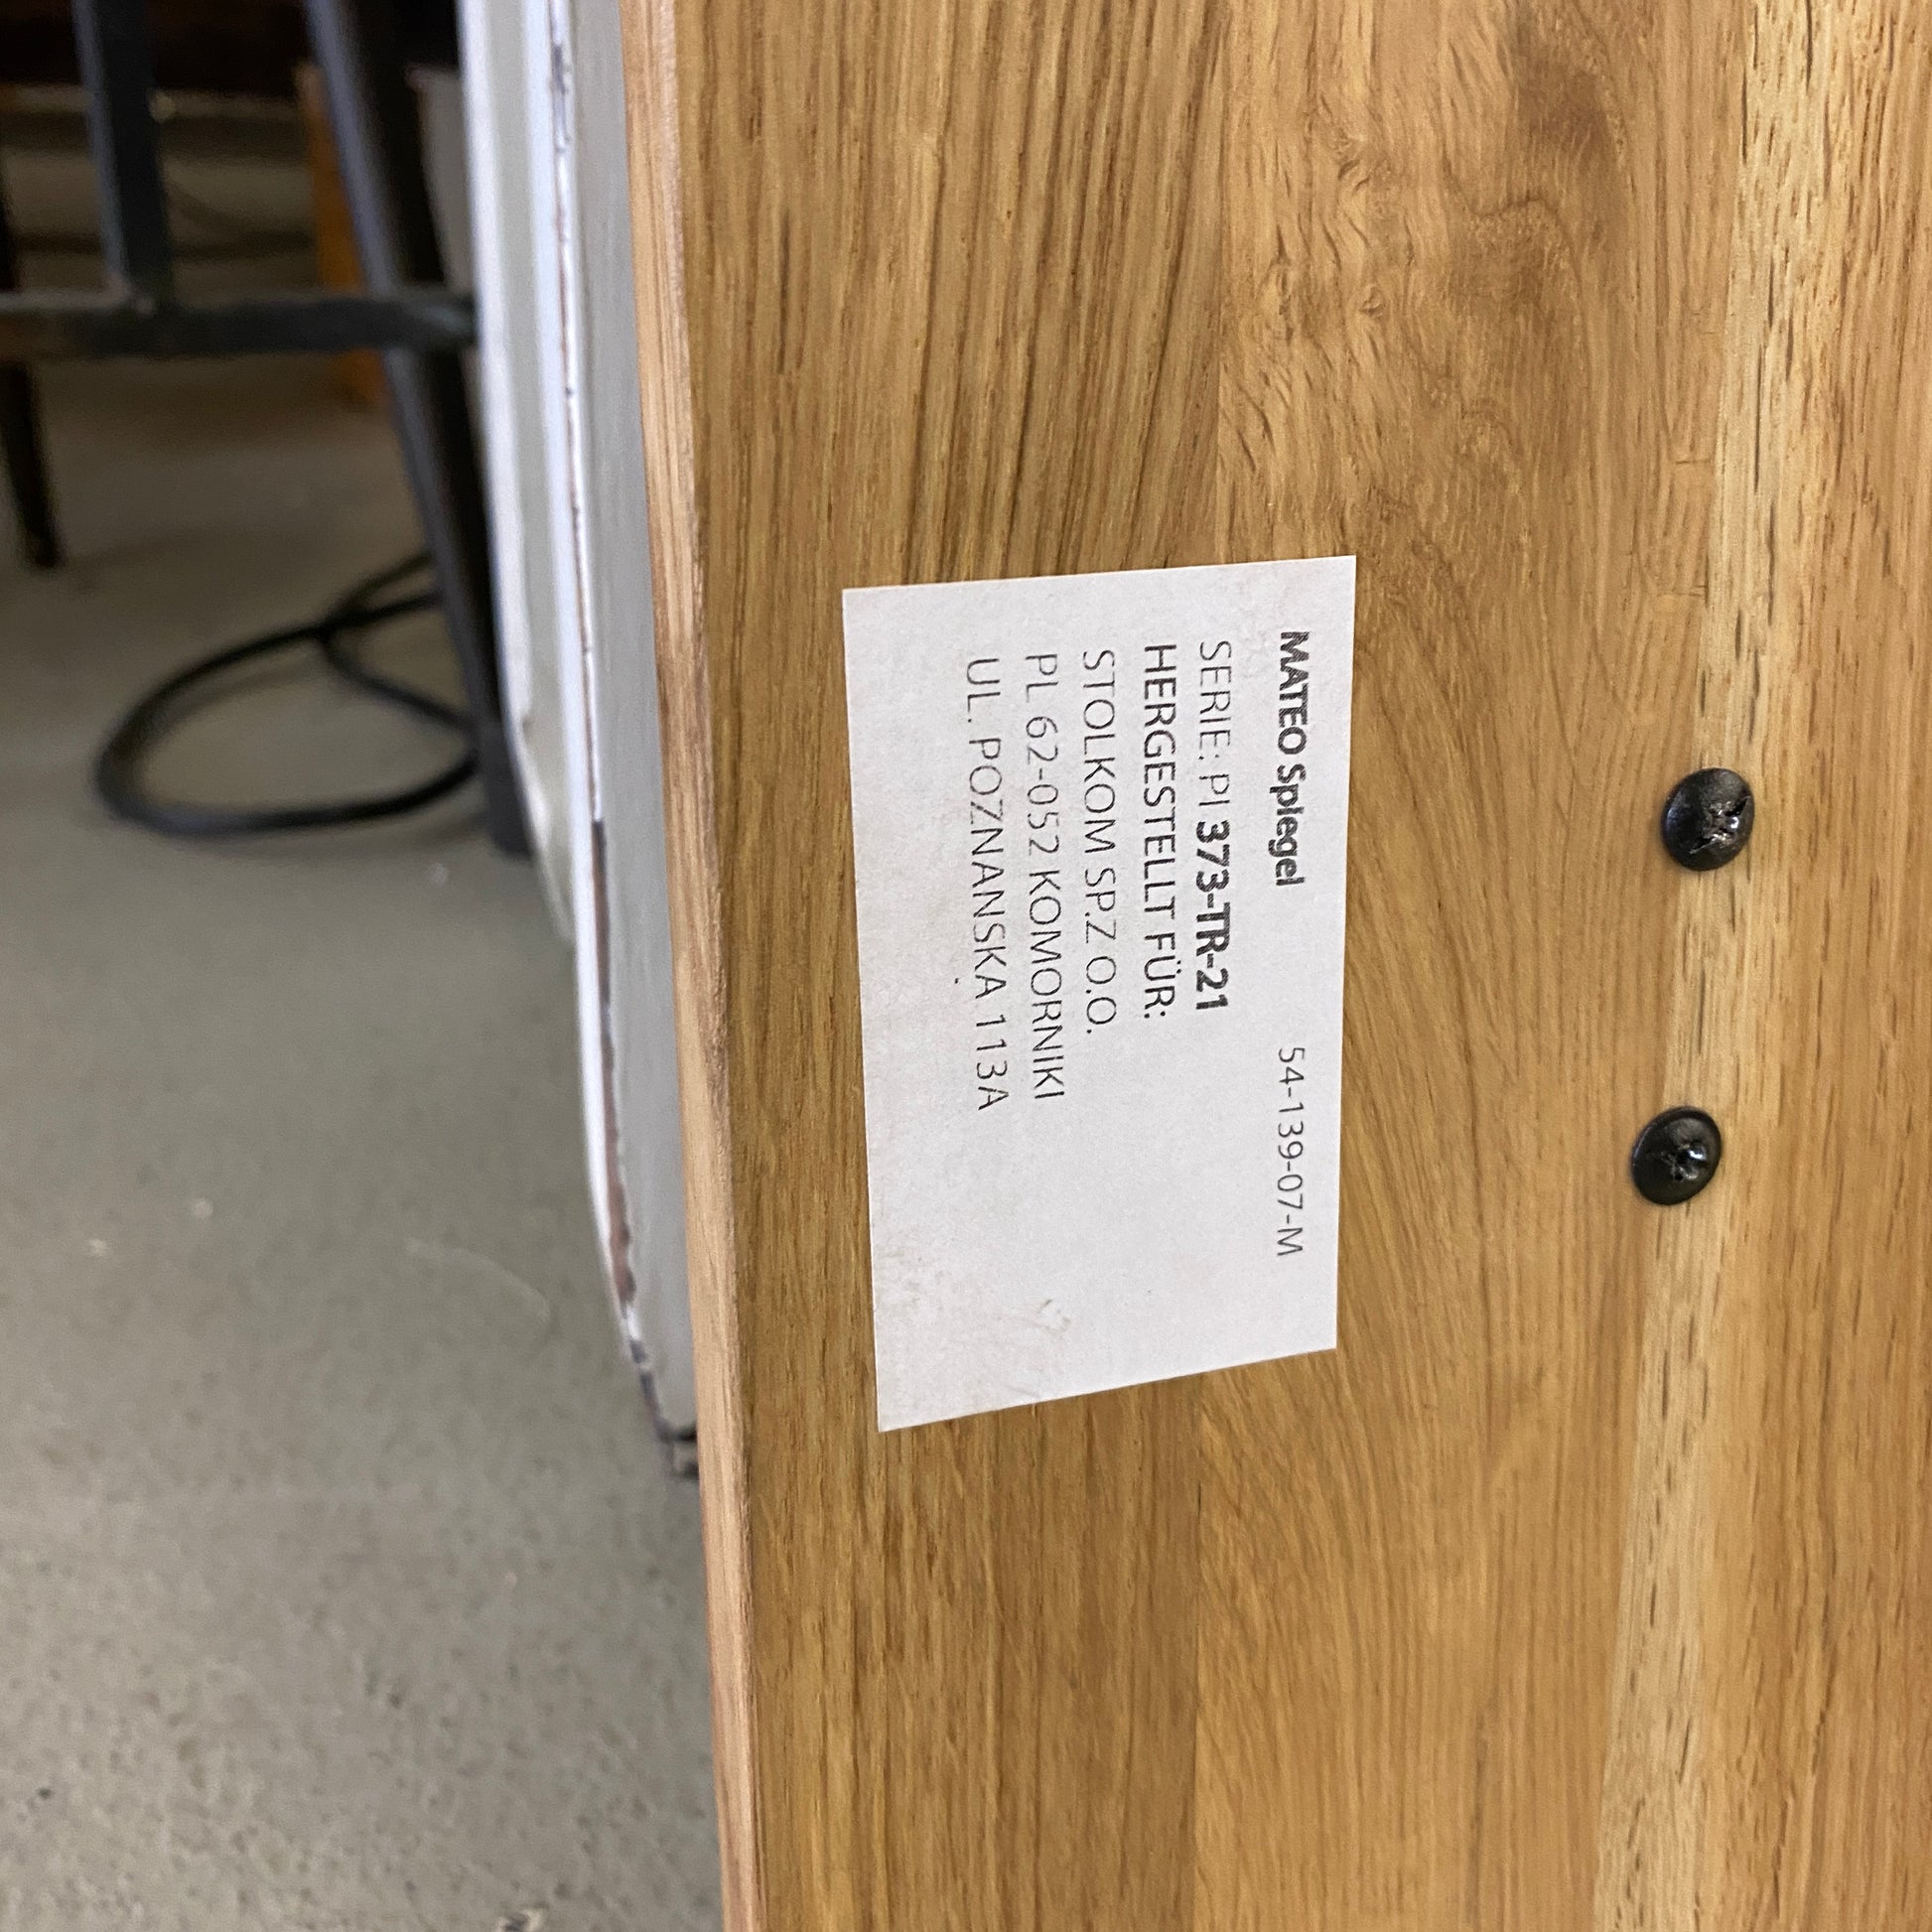 MATEO Spiegel 54-139-07-M
SERIE: PI 373-TR-21
HERGESTELLT FÜR:
STOLKOM SP.Z O.O.
PL 62-052 KOMORNIKI
UL. POZNANSKA 113A